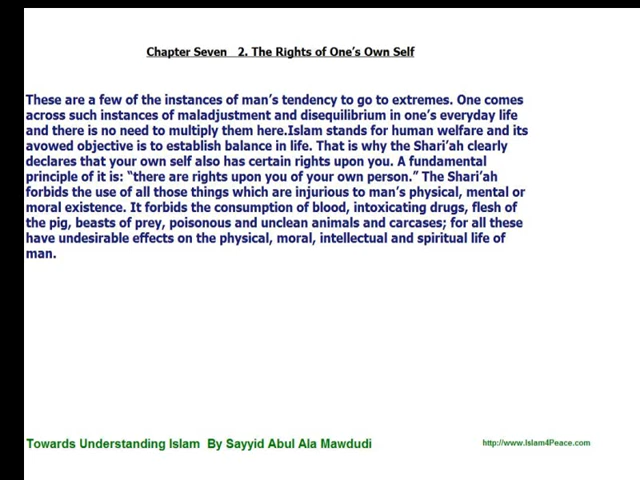 Chapter Seven   2. The Rights of One's Own Self
These are a few of the instances of man's tendency to go to extremes. One comes
across such instances of maladjustment and disequilibrium in one's everyday life
and there is no need to multiply them here.Islam stands for human welfare and its
avowed objective is to establish balance in life. That is why the Shari'ah clearly
declares that your own self also has certain rights upon you. A fundamental
principle of it is: “there are rights upon you of your own person.” The Shari'ah
forbids the use of all those things which are injurious to man's physical, mental or
moral existence. It forbids the consumption of blood, intoxicating drugs, flesh of
the pig, beasts of prey, poisonous and unclean animals and carcases; for all these
have undesirable effects on the physical, moral, intellectual and spiritual life of
man.
Towards Understanding Islam  By Sayyid Abul Ala Mawdudi
http://www.Islam4Peace.com